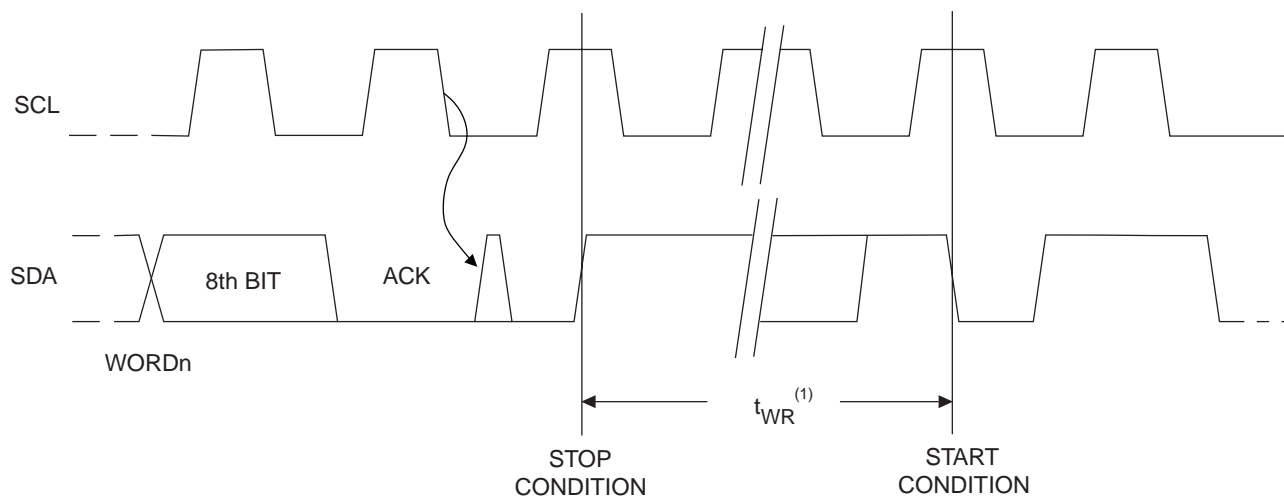 SCL
SDA
8th BIT
ACK
WORDn
tWR(1)
STOP
CONDITION
START
CONDITION